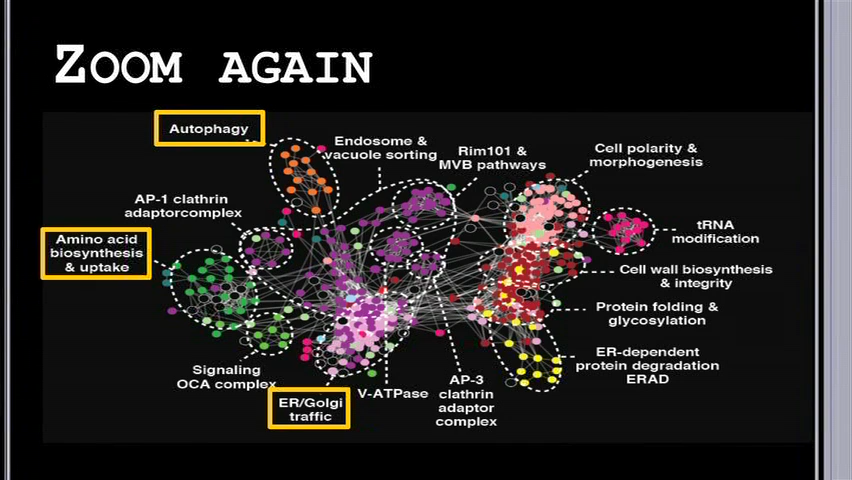 ZOOM AGAIN
Autophagy
Endosome &
vacuole sorting
Rim101 &
MVB pathways
Cell polarity &
morphogenesis
AP-1 clathrin
adaptorcomplex
tRNA
modification
Amino acid
biosynthesis
& uptake
Cell wall biosynthesis
& integrity
Protein folding &
glycosylation
ER-dependent
protein degradation
ERAD
Signaling
OCA complex
V-ATPase
AP-3
clathrin
adaptor
complex
ER/Golgi
traffic